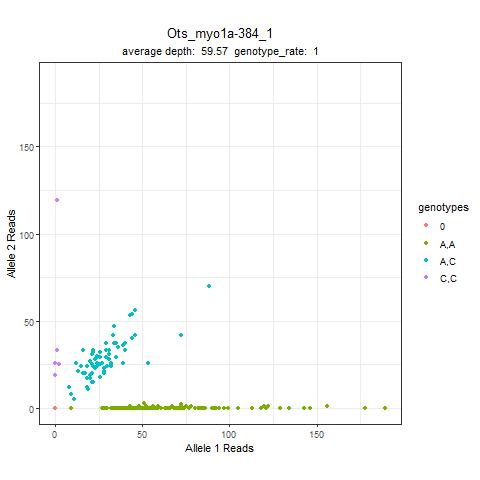 Ots_myo1a-384_1
average depth: 59.57 genotype_rate: 1
Allele 2 Reads
150
100
50
0
0
50
100
150
Allele 1 Reads
genotypes
0
A,A
A,C
C,C